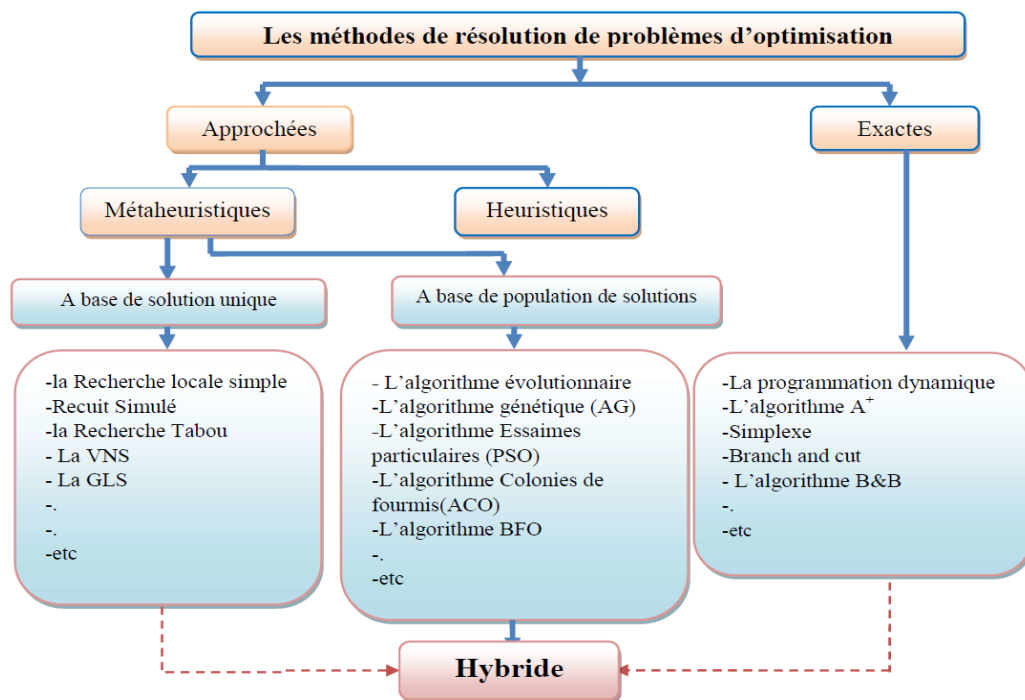 Les méthodes de résolution de problèmes d'optimisation
Approchées
Exactes
Métaheuristiques
Heuristiques
A base de solution unique
A base de population de solutions
-la Recherche locale simple
-Recuit Simulé
-la Recherche Tabou
- La VNS
- La GLS
-.
-.
-etc
- L'algorithme évolutionnaire
-L'algorithme génétique (AG)
-L'algorithme Essaimes
particulaires (PSO)
-L'algorithme Colonies de
fourmis(ACO)
-L'algorithme BFO
-.
-etc
-La programmation dynamique
-L'algorithme A⁺
-Simplexe
-Branch and cut
- L'algorithme B&B
-.
-etc
Hybride